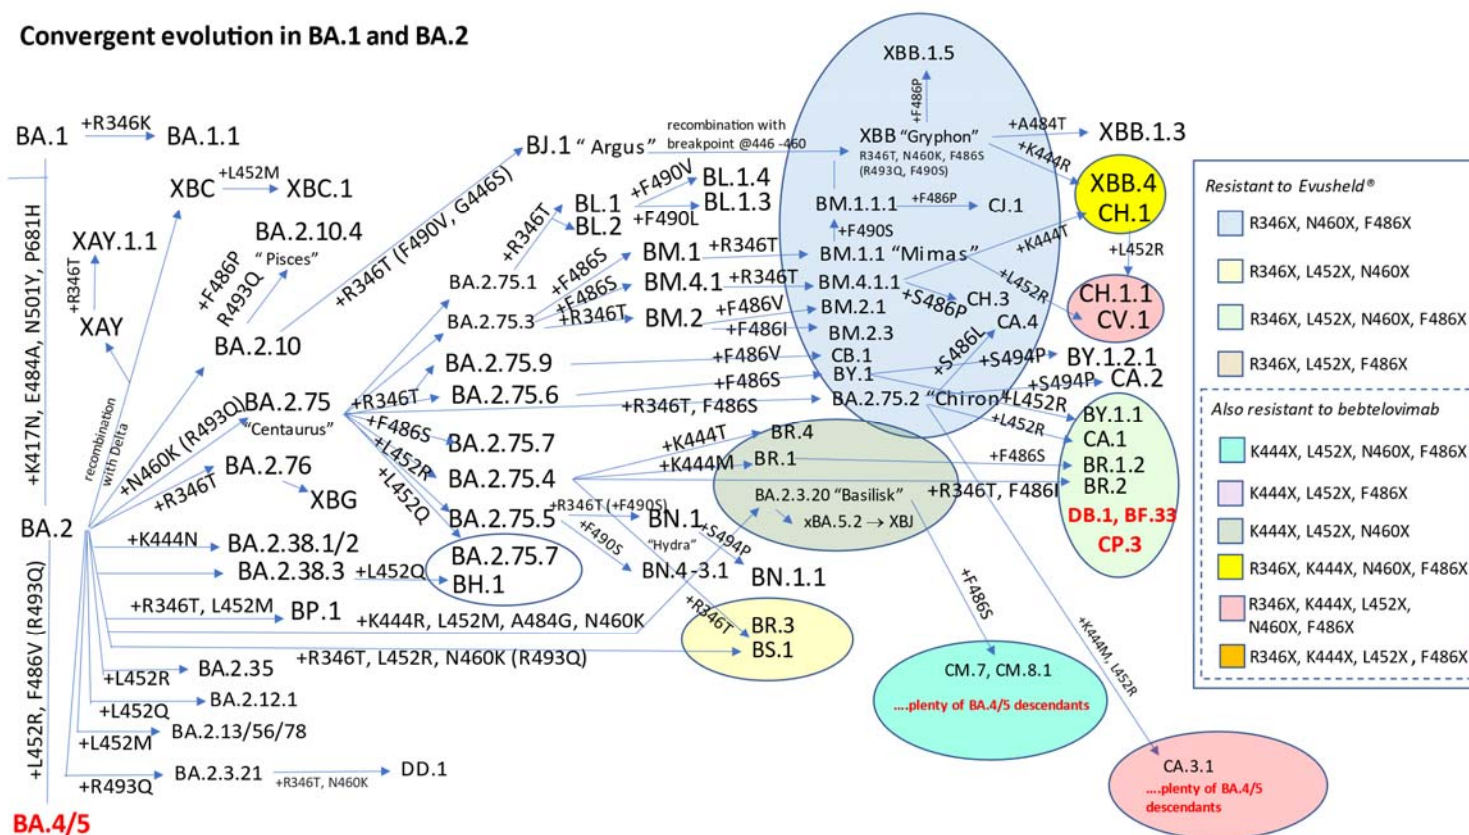 Convergent evolution in BA.1 and BA.2
BA.1
+R346K
BA.1.1
+K417N, E484A, N501Y, P681H
BA.2
+L452R, F486V (R493Q)
BA.4/5
XBC
+L452M
XBC.1
XAY.1.1
+R346T
XAY
recombination
with Delta
BA.2.10.4
"Pisces"
+F486P
R493Q
BA.2.10
+R346T (F490V, G446S)
BJ.1 "Argus"
recombination with
breakpoint @446 -460
+N460K (R493Q)
BA.2.75
"Centaurus"
+R346T
BA.2.76
XBG
+K444N
BA.2.38.1/2
BA.2.38.3
+L452Q
BA.2.75.7
BH.1
+R346T, L452M
BP.1
+K444R, L452M, A484G, N460K
+R346T, L452R, N460K (R493Q)
+L452R
BA.2.35
+L452Q
BA.2.12.1
+L452M
BA.2.13/56/78
+R493Q
BA.2.3.21
+R346T, N460K
DD.1
BA.2.75.1
+R346T
BL.1
BL.2
+F490V
BL.1.4
+F490L
BL.1.3
BA.2.75.3
+F486S
+F486S
+R346T
BM.1
+R346T
BM.4.1
+R346T
BM.2
+F486V
+F486I
+R346T
BA.2.75.9
+F486V
BA.2.75.6
+F486S
+R346T, F486S
+F486S
BA.2.75.7
+L452R
BA.2.75.4
+L452Q
BA.2.75.5
+K444T
+K444M
+R346T, F486I
+R346T (+F490S)
BN.1
"Hydra"
+F490S
BN.4-3.1
+S494P
BN.1.1
+R346T
BR.3
BS.1
XBB.1.5
+F486P
XBB "Gryphon"
R346T, N460K, F486S
(R493Q, F490S)
BM.1.1.1
+F486P
CJ.1
+F490S
BM.1.1 "Mimas"
BM.4.1.1
BM.2.1
BM.2.3
CB.1
BY.1
BA.2.75.2 "Chiron"
+S486P
CH.3
CA.4
+S486L
+A484T
XBB.1.3
+K444R
XBB.4
CH.1
+K444T
+L452R
+L452R
CH.1.1
CV.1
+S494P
BY.1.2.1
+S494P
CA.2
+L452R
+L452R
BY.1.1
CA.1
BR.1.2
BR.2
DB.1, BF.33
CP.3
BR.4
BR.1
+F486S
BA.2.3.20 "Basilisk"
xBA.5.2 → XBJ
+F486S
CM.7, CM.8.1
....plenty of BA.4/5 descendants
+K444M, L452R
CA.3.1
....plenty of BA.4/5
descendants
Resistant to Evusheld®
R346X, N460X, F486X
R346X, L452X, N460X
R346X, L452X, N460X, F486X
R346X, L452X, F486X
Also resistant to bebtelovimab
K444X, L452X, N460X, F486X
K444X, L452X, F486X
K444X, L452X, N460X
R346X, K444X, N460X, F486X
R346X, K444X, L452X,
N460X, F486X
R346X, K444X, L452X, F486X